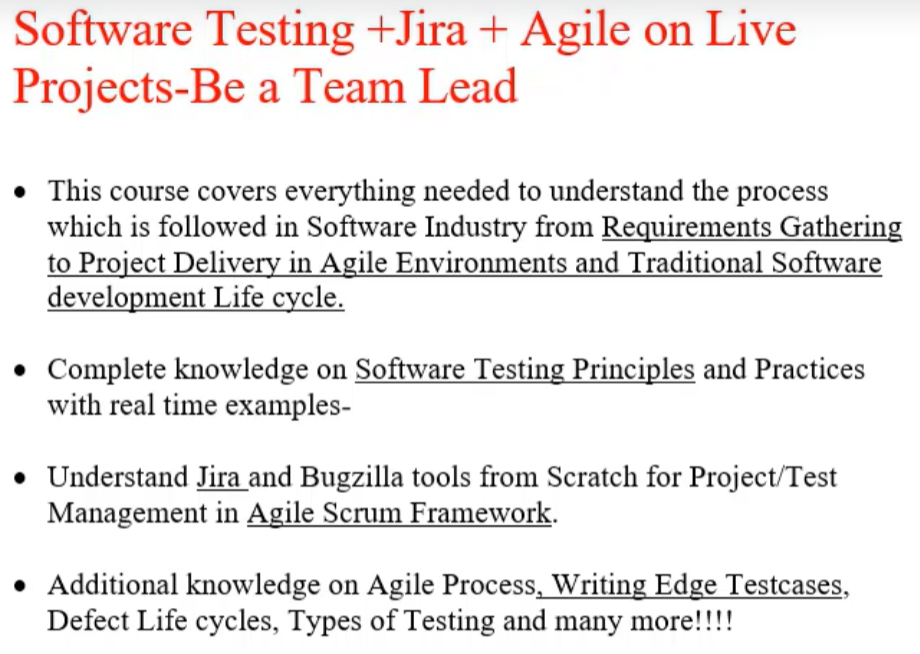 Software Testing +Jira + Agile on Live
Projects-Be a Team Lead
• This course covers everything needed to understand the process
which is followed in Software Industry from Requirements Gathering
to Project Delivery in Agile Environments and Traditional Software
development Life cycle.
• Complete knowledge on Software Testing Principles and Practices
with real time examples-
• Understand Jira and Bugzilla tools from Scratch for Project/Test
Management in Agile Scrum Framework.
• Additional knowledge on Agile Process, Writing Edge Testcases,
Defect Life cycles, Types of Testing and many more!!!!